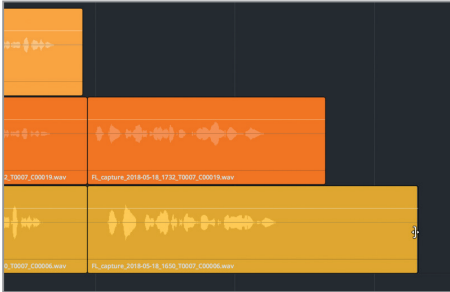 2_T0007_C00019.wav
FL_capture_2018-05-18_1732_T0007_C00019.wav
0_T0007_C00006.wav
FL_capture_2018-05-18_1600_T0007_C00006.wav